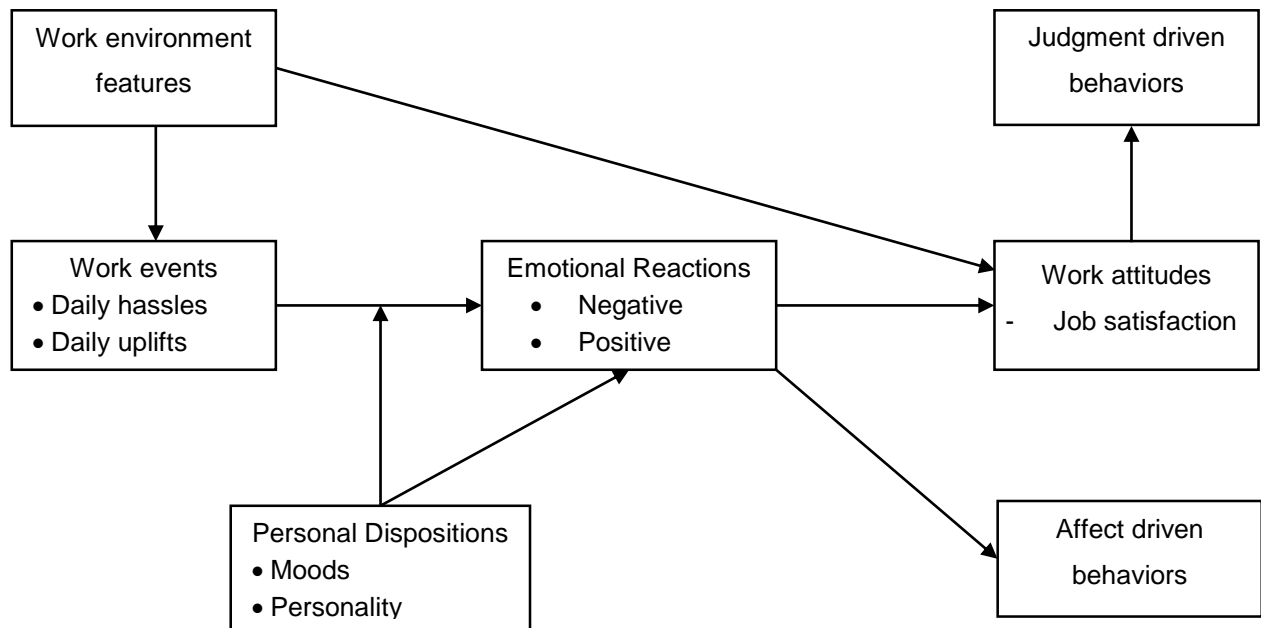 Work environment
features
Judgment driven
behaviors
Work events
• Daily hassles
• Daily uplifts
Emotional Reactions
• Negative
• Positive
Work attitudes
- Job satisfaction
Personal Dispositions
• Moods
• Personality
Affect driven
behaviors